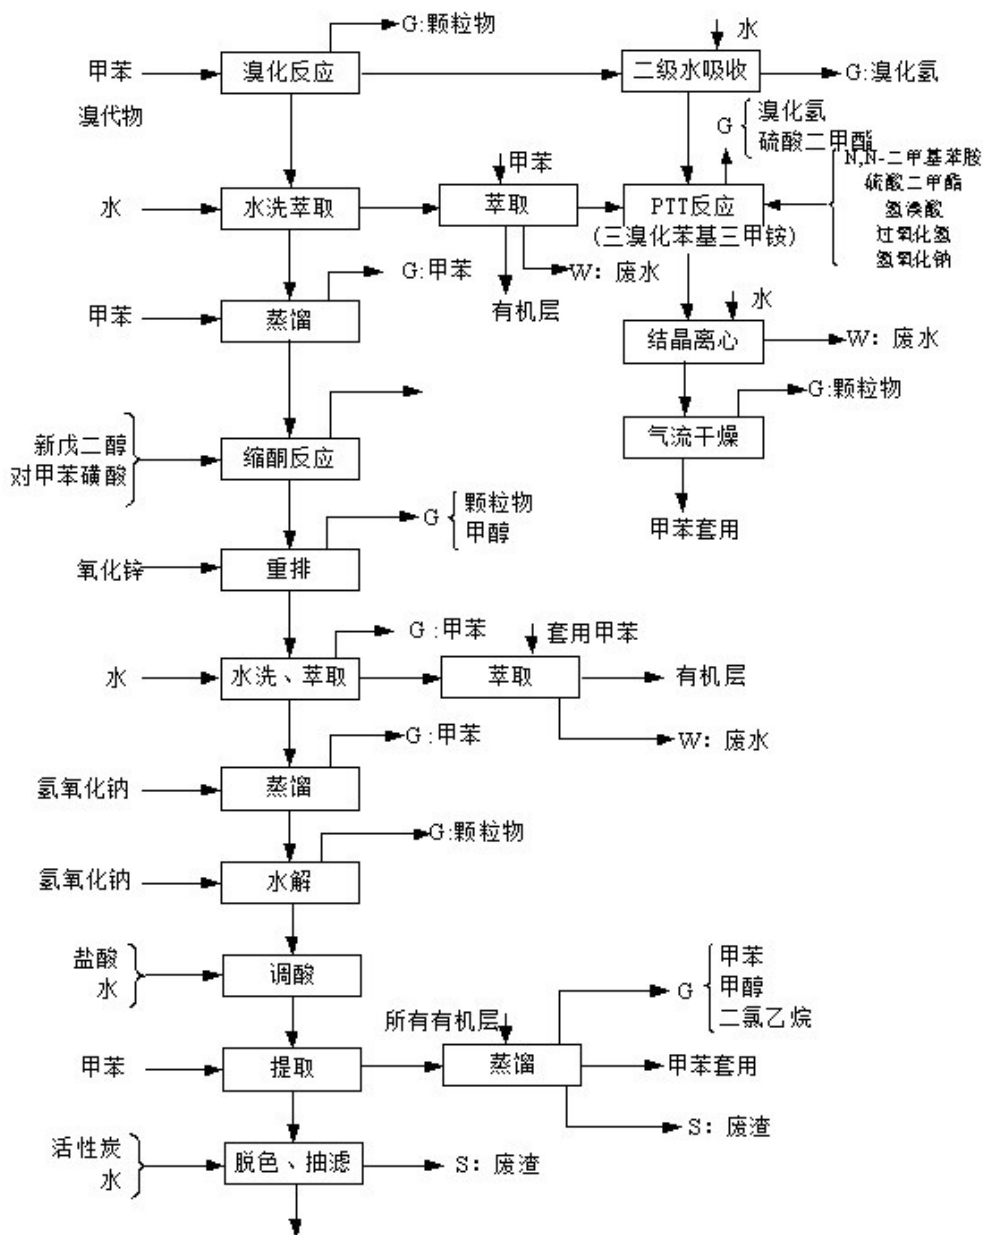 G:颗粒物
水
甲苯
溴化反应
二级水吸收
G:溴化氢
溴代物
G
溴化氢
硫酸二甲酯
甲苯
N,N-二甲基苯胺
硫酸二甲酯
氢溴酸
过氧化氢
氢氧化钠
水
水洗萃取
萃取
PTT反应
(三溴化苯基三甲铵)
G:甲苯
W: 废水
有机层
甲苯
蒸馏
水
结晶离心
W: 废水
G:颗粒物
新戊二醇
对甲苯磺酸
缩酮反应
气流干燥
G
颗粒物
甲醇
甲苯套用
氧化锌
重排
G:甲苯
套用甲苯
水
水洗、萃取
萃取
有机层
G:甲苯
W: 废水
氢氧化钠
蒸馏
G:颗粒物
氢氧化钠
水解
盐酸
水
调酸
G
甲苯
甲醇
二氯乙烷
所有有机层
甲苯
提取
蒸馏
甲苯套用
S: 废渣
活性炭
水
脱色、抽滤
S: 废渣